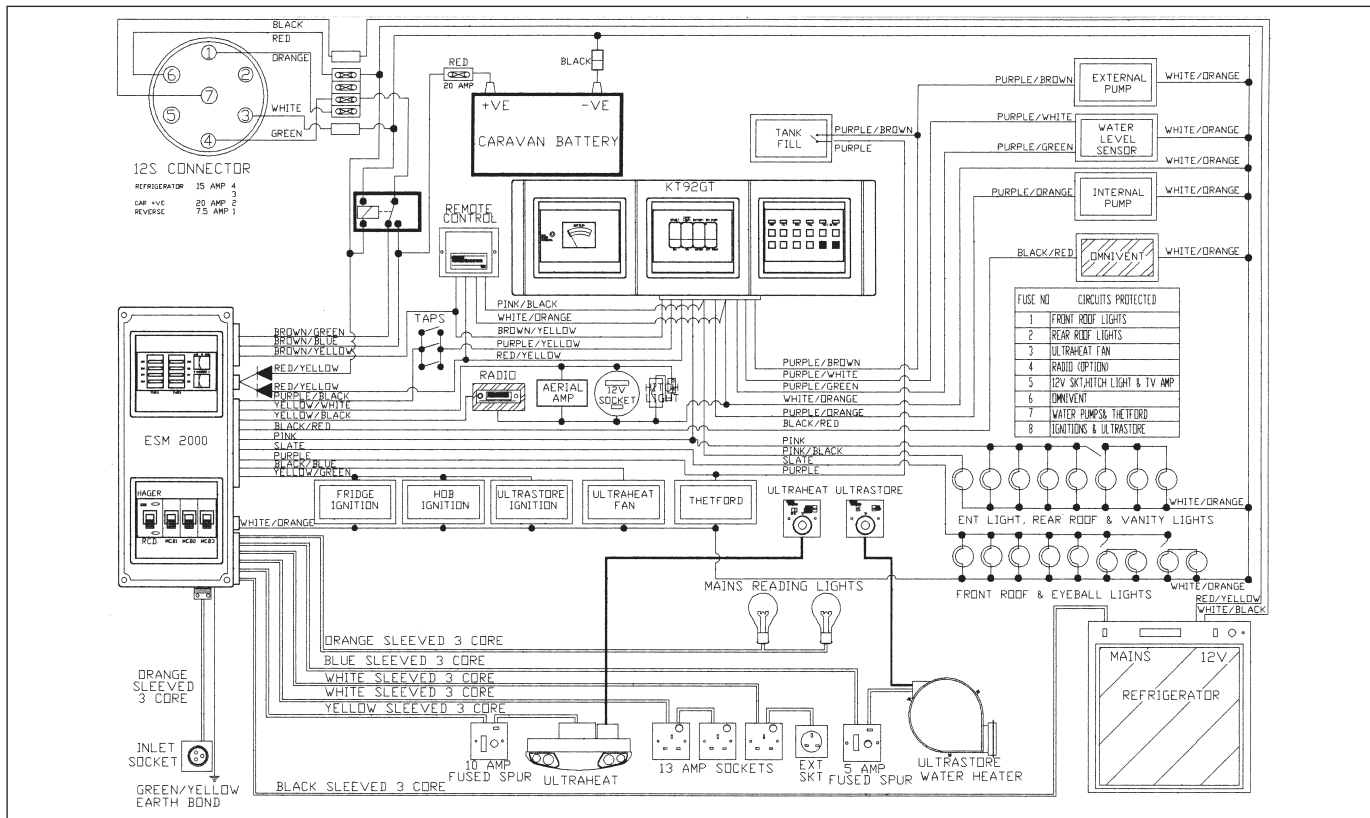 BLACK
RED
ORANGE
WHITE
GREEN
1
2
3
4
5
6
7
12S CONNECTOR
REFRIGERATOR 15 AMP 4
3
CAR +VE 20 AMP 2
REVERSE 7.5 AMP 1
RED
20 AMP
BLACK
+VE
-VE
CARAVAN BATTERY
TANK
FILL
PURPLE/BROWN
PURPLE
PURPLE/BROWN
EXTERNAL
PUMP
WHITE/ORANGE
PURPLE/WHITE
PURPLE/GREEN
WATER
LEVEL
SENSOR
WHITE/ORANGE
WHITE/ORANGE
PURPLE/ORANGE
INTERNAL
PUMP
WHITE/ORANGE
BLACK/RED
OMNIVENT
WHITE/ORANGE
KT92GT
REMOTE
CONTROL
PINK/BLACK
WHITE/ORANGE
BROWN/YELLOW
PURPLE/YELLOW
RED/YELLOW
TAPS
BROWN/GREEN
BROWN/BLUE
BROWN/YELLOW
RED/YELLOW
RED/YELLOW
PURPLE/BLACK
YELLOW/WHITE
YELLOW/BLACK
BLACK/RED
PINK
SLATE
PURPLE
BLACK/BLUE
YELLOW/GREEN
WHITE/ORANGE
ESM 2000
HAGER
RCD MCB1 MCB2 MCB3
RADIO
AERIAL
AMP
12V
SOCKET
HITCH
LIGHT
PURPLE/BROWN
PURPLE/WHITE
PURPLE/GREEN
WHITE/ORANGE
PURPLE/ORANGE
BLACK/RED
PINK
PINK/BLACK
SLATE
PURPLE
FUSE NO CIRCUITS PROTECTED
1 FRONT ROOF LIGHTS
2 REAR ROOF LIGHTS
3 ULTRAHEAT FAN
4 RADIO (OPTION)
5 12V SKT,HITCH LIGHT & TV AMP
6 OMNIVENT
7 WATER PUMPS& THETFORD
8 IGNITIONS & ULTRASTORE
FRIDGE
IGNITION
HOB
IGNITION
ULTRASTORE
IGNITION
ULTRAHEAT
FAN
THETFORD
ULTRAHEAT
ULTRASTORE
WHITE/ORANGE
ENT LIGHT, REAR ROOF & VANITY LIGHTS
WHITE/ORANGE
FRONT ROOF & EYEBALL LIGHTS
RED/YELLOW
WHITE/BLACK
MAINS READING LIGHTS
ORANGE SLEEVED 3 CORE
BLUE SLEEVED 3 CORE
WHITE SLEEVED 3 CORE
WHITE SLEEVED 3 CORE
YELLOW SLEEVED 3 CORE
BLACK SLEEVED 3 CORE
ORANGE
SLEEVED
3 CORE
INLET
SOCKET
GREEN/YELLOW
EARTH BOND
10 AMP
FUSED SPUR
ULTRAHEAT
13 AMP SOCKETS
EXT
SKT
5 AMP
FUSED SPUR
ULTRASTORE
WATER HEATER
MAINS
12V
REFRIGERATOR